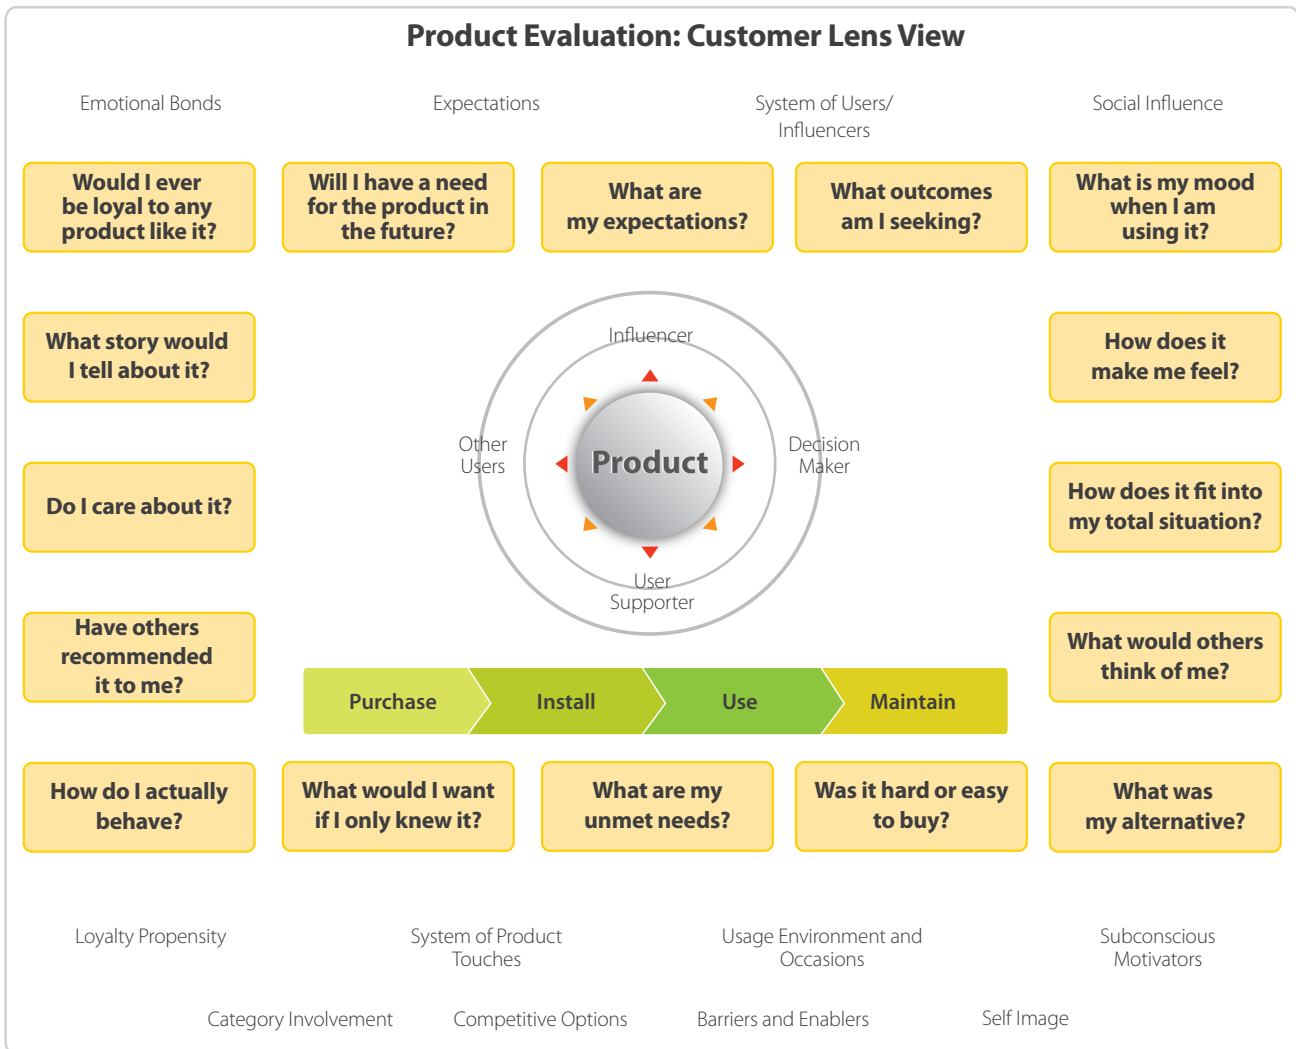 Product Evaluation: Customer Lens View
Emotional Bonds
Expectations
System of Users/
Influencers
Social Influence
Would I ever
be loyal to any
product like it?
Will I have a need
for the product in
the future?
What are
my expectations?
What outcomes
am I seeking?
What is my mood
when I am
using it?
What story would
I tell about it?
Influencer
How does it
make me feel?
Do I care about it?
Other
Users
Product
Decision
Maker
How does it fit into
my total situation?
User
Supporter
Have others
recommended
it to me?
What would others
think of me?
Purchase
Install
Use
Maintain
How do I actually
behave?
What would I want
if I only knew it?
What are my
unmet needs?
Was it hard or easy
to buy?
What was
my alternative?
Loyalty Propensity
System of Product
Touches
Usage Environment and
Occasions
Subconscious
Motivators
Category Involvement
Competitive Options
Barriers and Enablers
Self Image